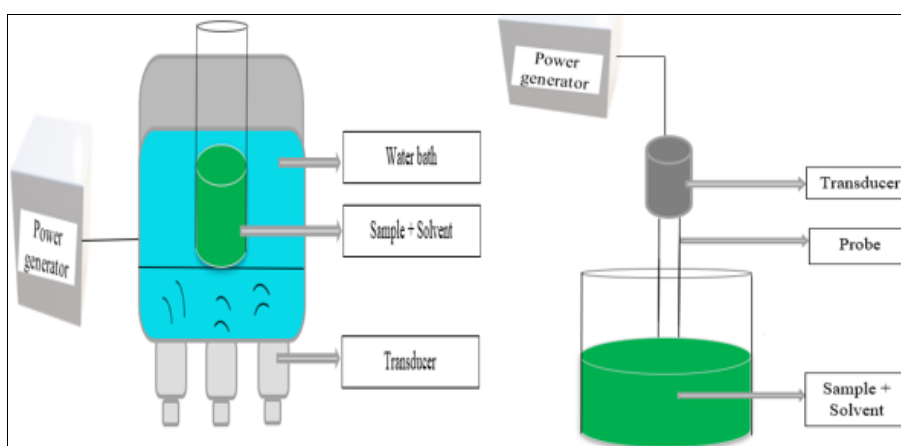 Power
generator
Water bath
Sample + Solvent
Transducer
Power
generator
Transducer
Probe
Sample +
Solvent